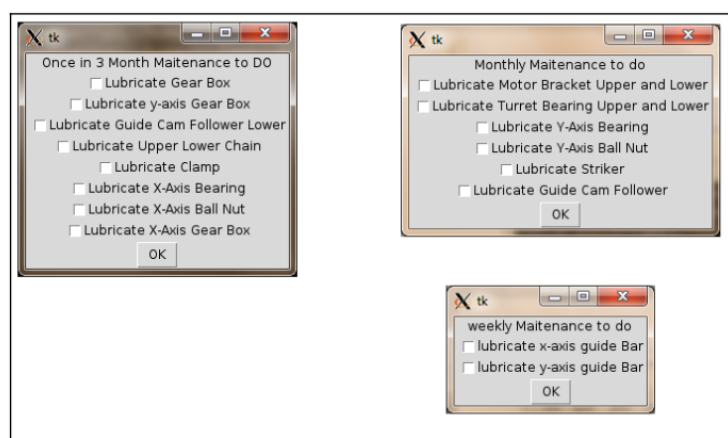 tk
Once in 3 Month Maitenance to DO
Lubricate Gear Box
Lubricate y-axis Gear Box
Lubricate Guide Cam Follower Lower
Lubricate Upper Lower Chain
Lubricate Clamp
Lubricate X-Axis Bearing
Lubricate X-Axis Ball Nut
Lubricate X-Axis Gear Box
OK
tk
Monthly Maitenance to do
Lubricate Motor Bracket Upper and Lower
Lubricate Turret Bearing Upper and Lower
Lubricate Y-Axis Bearing
Lubricate Y-Axis Ball Nut
Lubricate Striker
Lubricate Guide Cam Follower
OK
tk
weekly Maitenance to do
lubricate x-axis guide Bar
lubricate y-axis guide Bar
OK